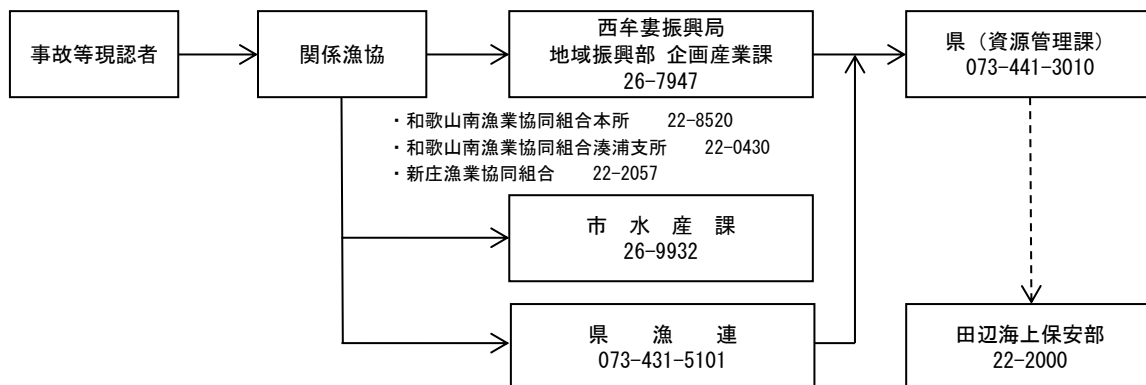 事故等現認者
関係漁協
西牟婁振興局
地域振興部 企画産業課
26-7947
県（資源管理課）
073-441-3010
・和歌山南漁業協同組合本所　　22-8520
・和歌山南漁業協同組合湊浦支所　　22-0430
・新庄漁業協同組合　　22-2057
市　水　産　課
26-9932
県　漁　連
073-431-5101
田辺海上保安部
22-2000